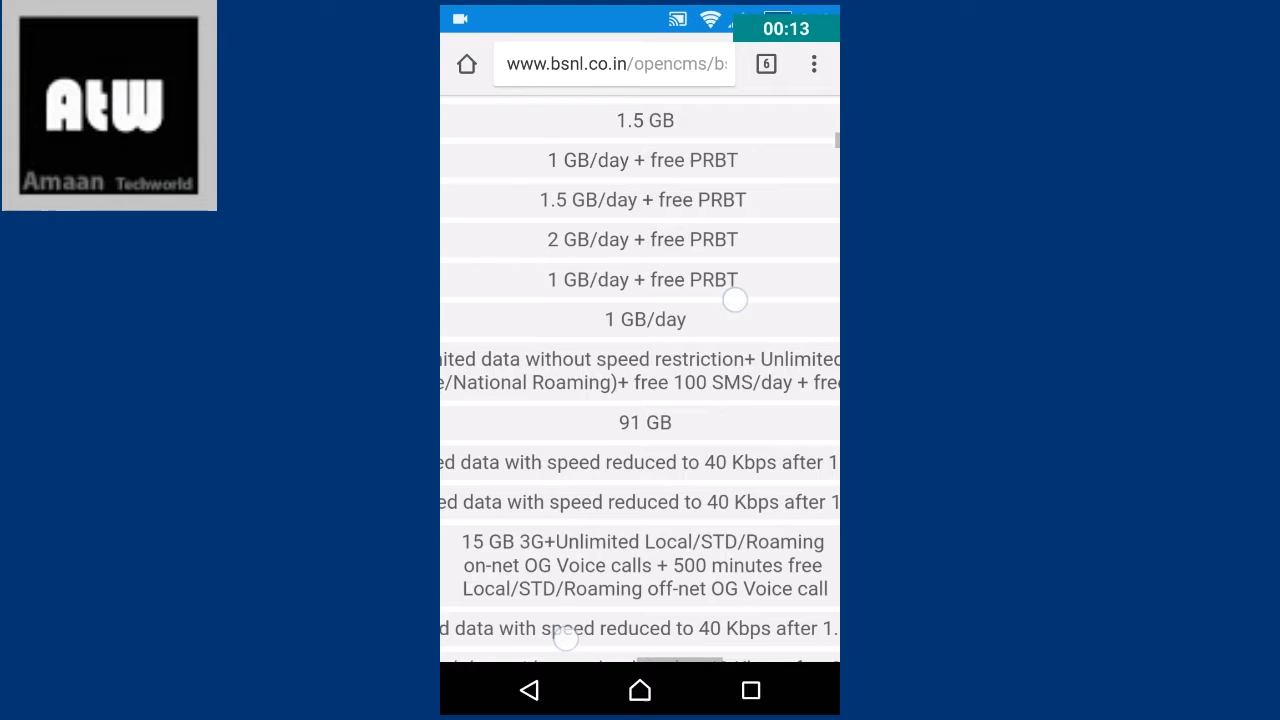 AtW
Amaan Techworld
00:13
www.bsnl.co.in/opencms/b
6
1.5 GB
1 GB/day + free PRBT
1.5 GB/day + free PRBT
2 GB/day + free PRBT
1 GB/day + free PRBT
1 GB/day
ited data without speed restriction+ Unlimited
e/National Roaming)+ free 100 SMS/day + free
91 GB
ed data with speed reduced to 40 Kbps after 1
ed data with speed reduced to 40 Kbps after 1
15 GB 3G+Unlimited Local/STD/Roaming
on-net OG Voice calls + 500 minutes free
Local/STD/Roaming off-net OG Voice call
d data with speed reduced to 40 Kbps after 1.